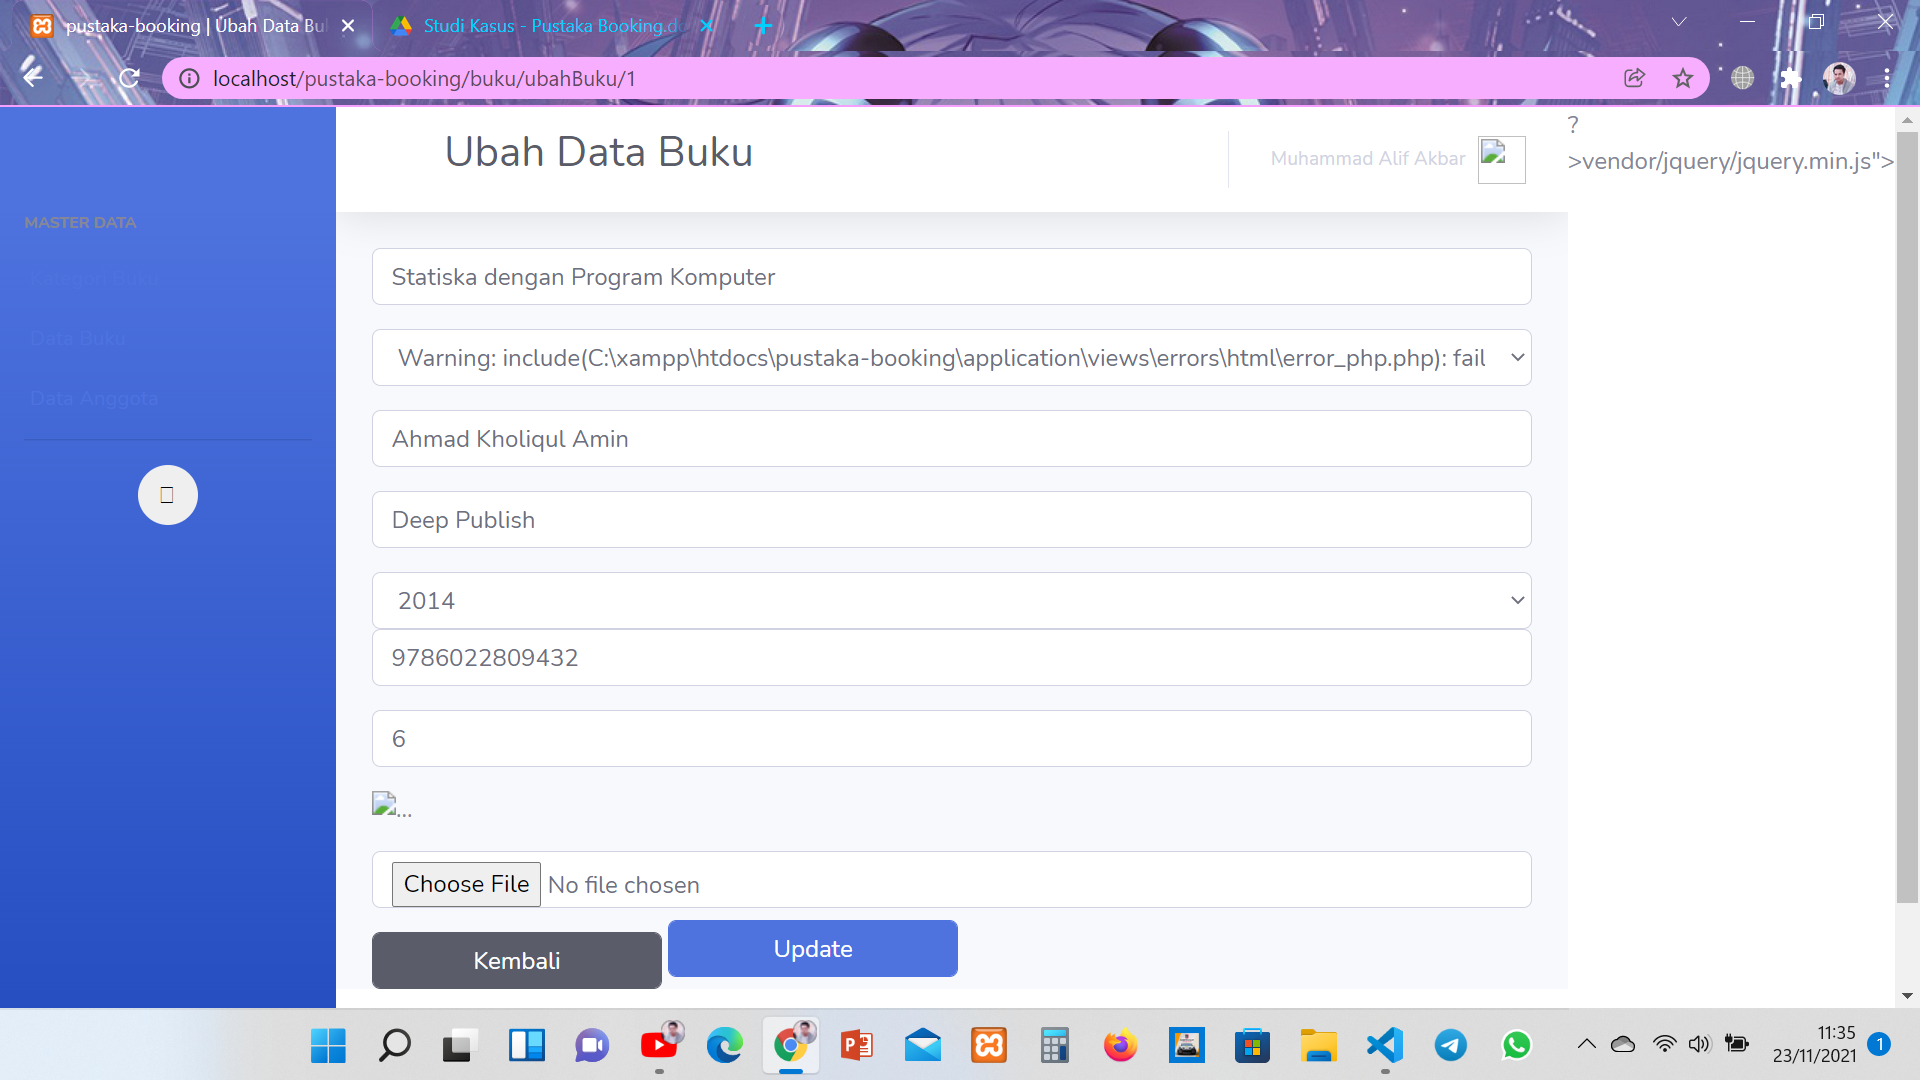 pustaka-booking | Ubah Data Bu
Studi Kasus - Pustaka Booking.do
localhost/pustaka-booking/buku/ubahBuku/1
Ubah Data Buku
Muhammad Alif Akbar
?
>vendor/jquery/jquery.min.js">
MASTER DATA
Kategori Buku
Data Buku
Data Anggota
Statiska dengan Program Komputer
Warning: include(C:\xampp\htdocs\pustaka-booking\application\views\errors\html\error_php.php): fail
Ahmad Kholiqul Amin
Deep Publish
2014
9786022809432
6
...
Choose File No file chosen
Kembali
Update
11:35
23/11/2021
1